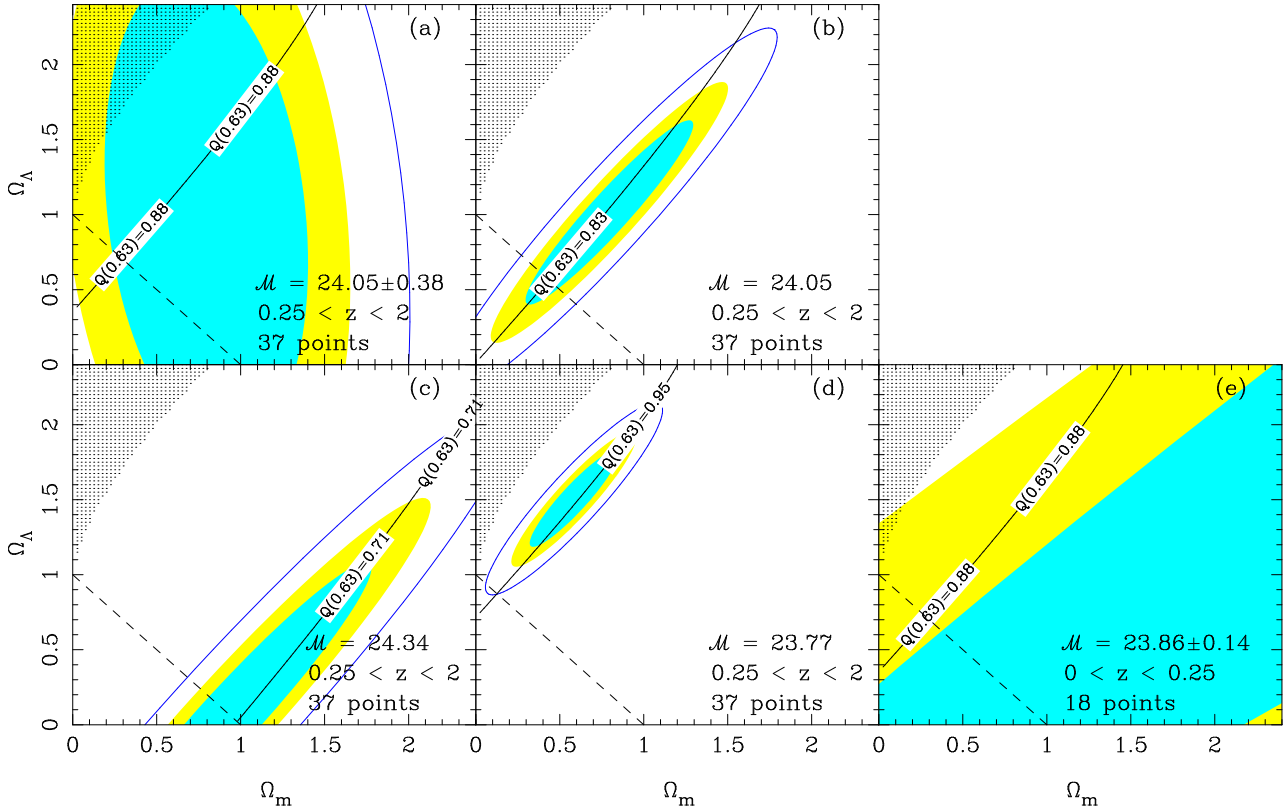 (a)
2
1.5
1
0.5
0
Ω_Λ
Q(0.63)=0.88
Q(0.63)=0.88
ℳ = 24.05±0.38
0.25 < z < 2
37 points
(b)
Q(0.63)=0.83
ℳ = 24.05
0.25 < z < 2
37 points
(c)
2
1.5
1
0.5
0
Ω_Λ
Q(0.63)=0.71
Q(0.63)=0.71
ℳ = 24.34
0.25 < z < 2
37 points
0 0.5 1 1.5 2
Ω_m
(d)
Q(0.63)=0.95
ℳ = 23.77
0.25 < z < 2
37 points
0 0.5 1 1.5 2
Ω_m
(e)
Q(0.63)=0.88
Q(0.63)=0.88
ℳ = 23.86±0.14
0 < z < 0.25
18 points
0 0.5 1 1.5 2
Ω_m